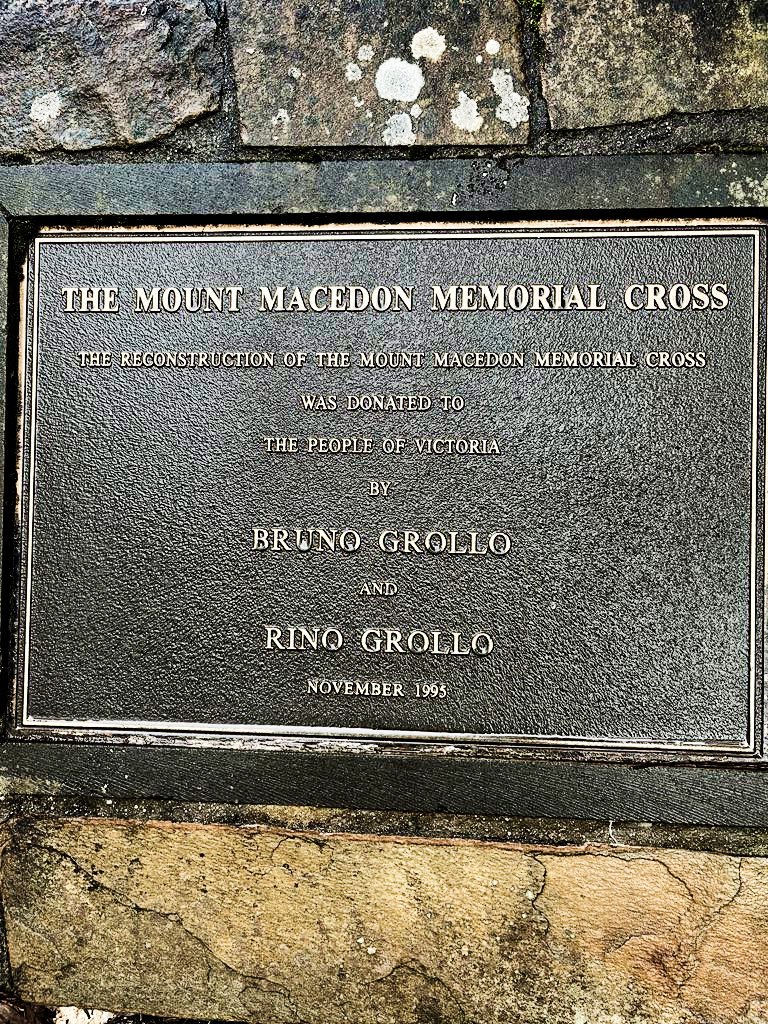 THE MOUNT MACEDON MEMORIAL CROSS
THE RECONSTRUCTION OF THE MOUNT MACEDON MEMORIAL CROSS
WAS DONATED TO
THE PEOPLE OF VICTORIA
BY
BRUNO GROLLO
AND
RINO GROLLO
NOVEMBER 1995